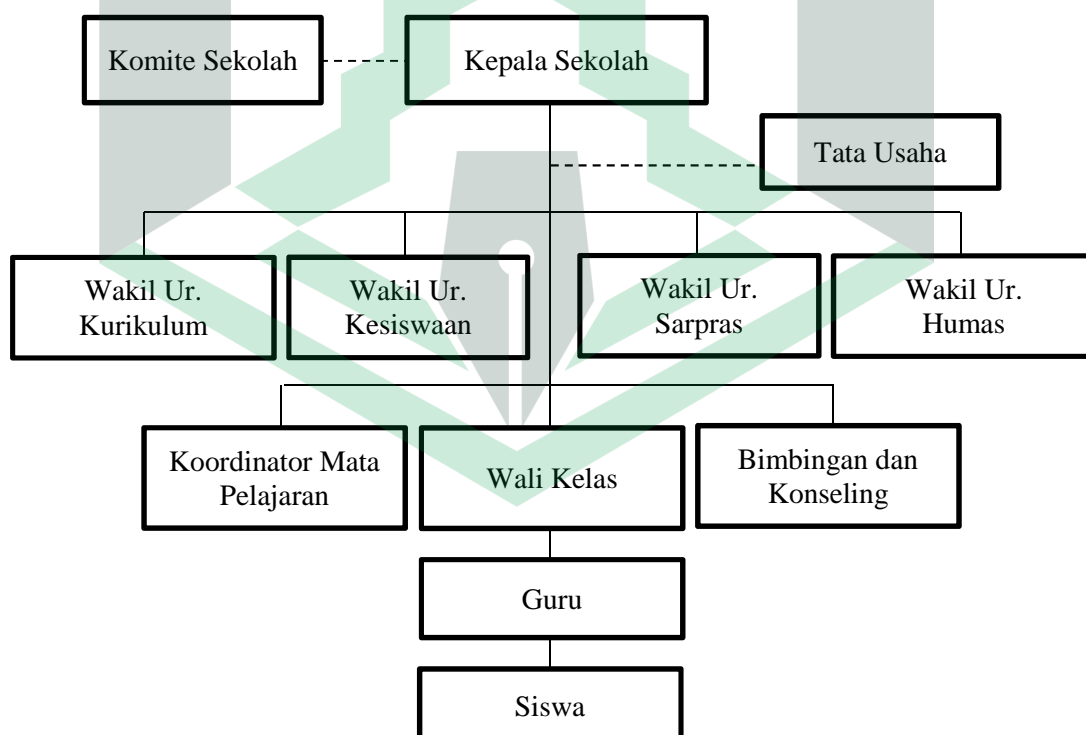 Komite Sekolah
Kepala Sekolah
Tata Usaha
Wakil Ur.
Kurikulum
Wakil Ur.
Kesiswaan
Wakil Ur.
Sarpras
Wakil Ur.
Humas
Koordinator Mata
Pelajaran
Wali Kelas
Bimbingan dan
Konseling
Guru
Siswa